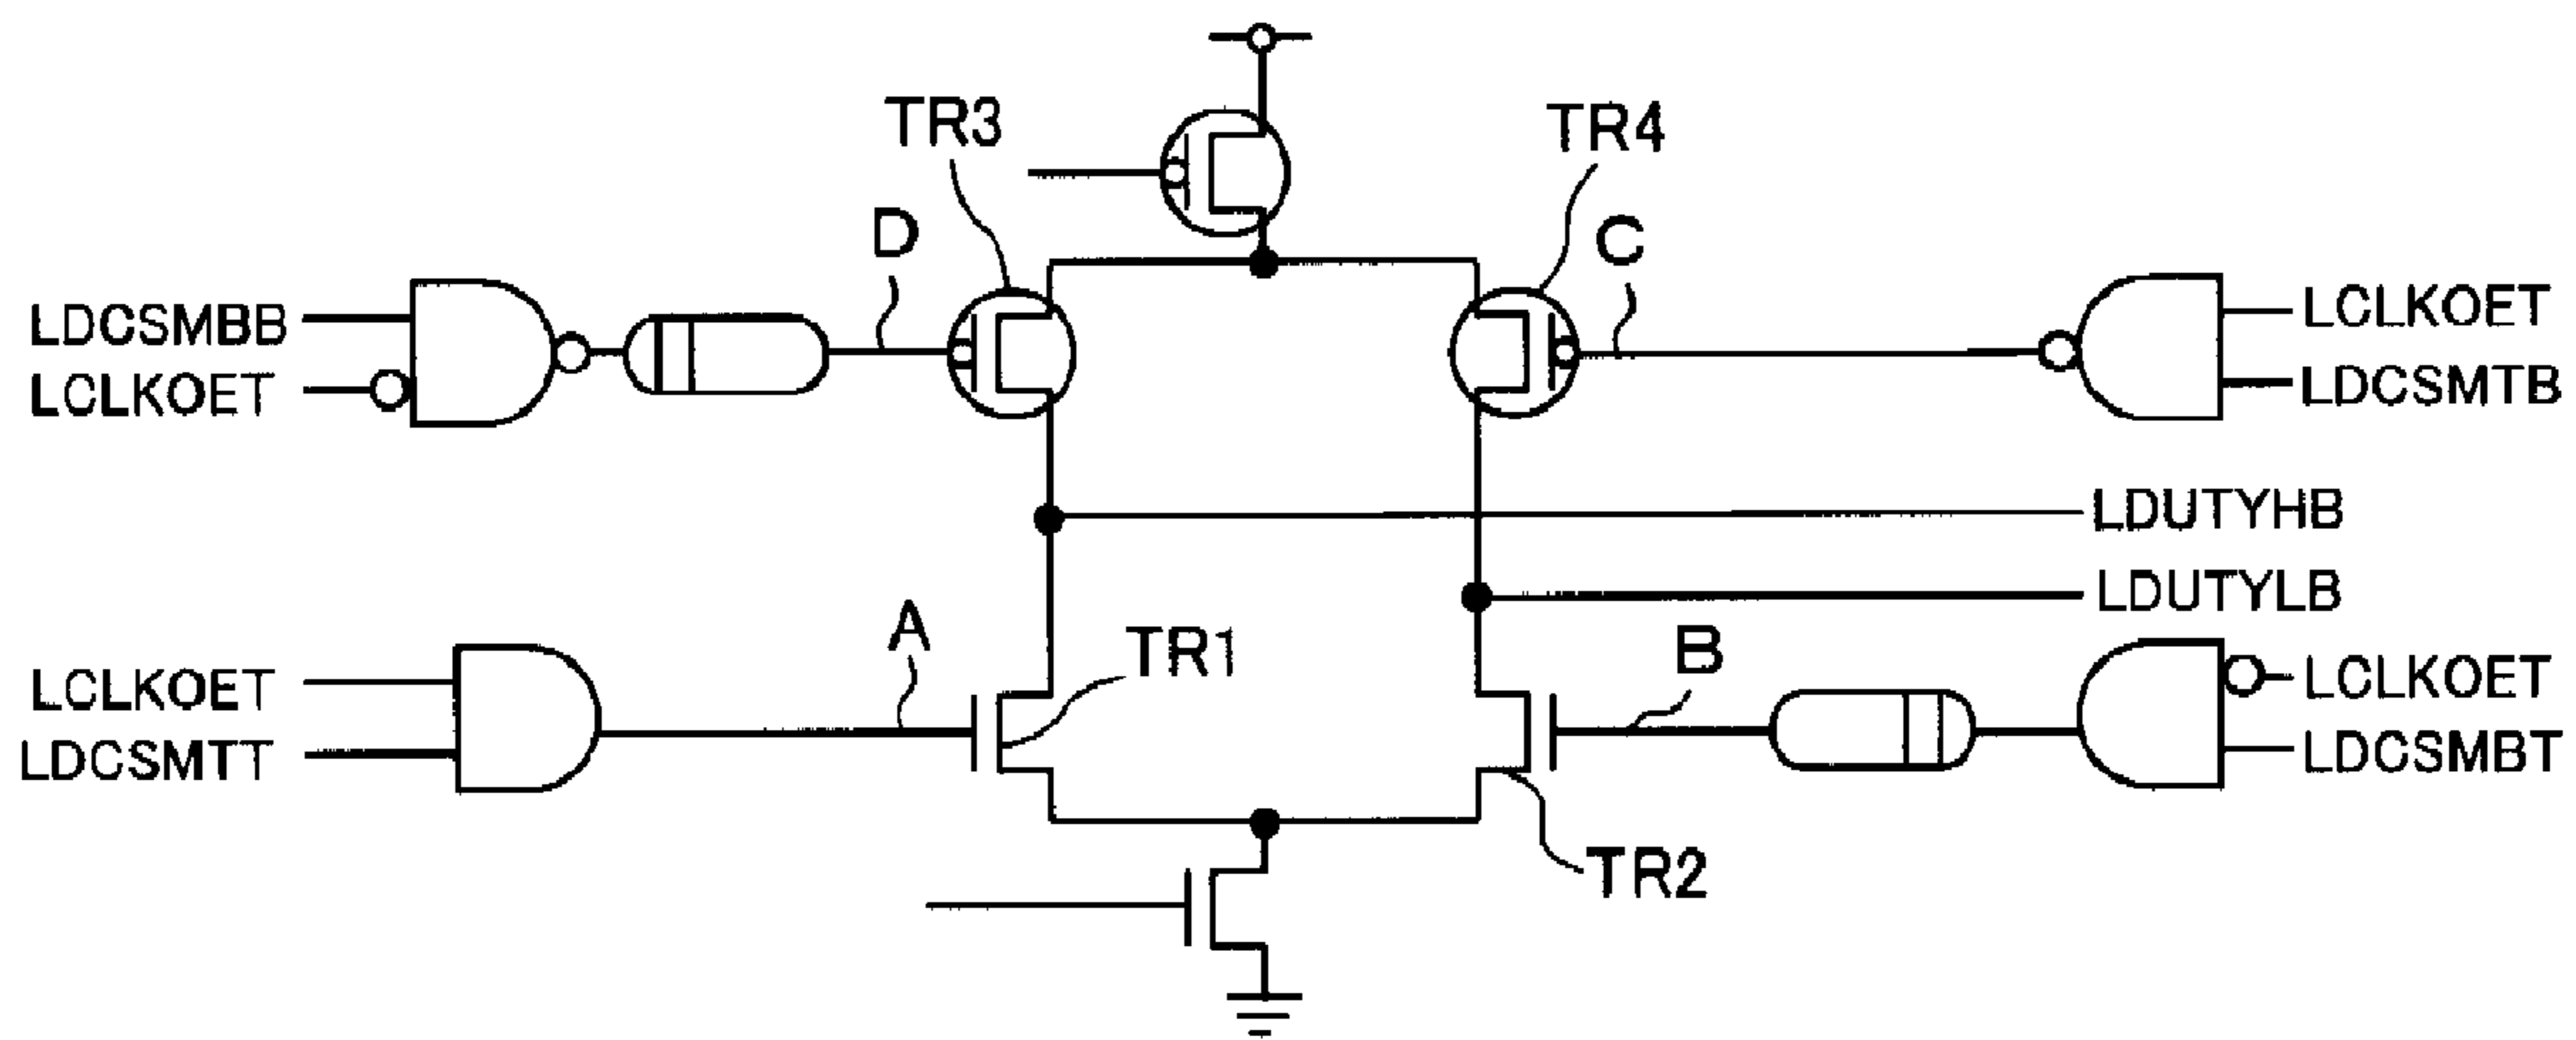 TR3
TR4
D
C
LDCSMBB
LCLKOET
LCLKOET
LDCSMTB
LDUTYHB
LDUTYLB
A
TR1
B
LCLKOET
LDCSMTT
LCLKOET
LDCSMBT
TR2